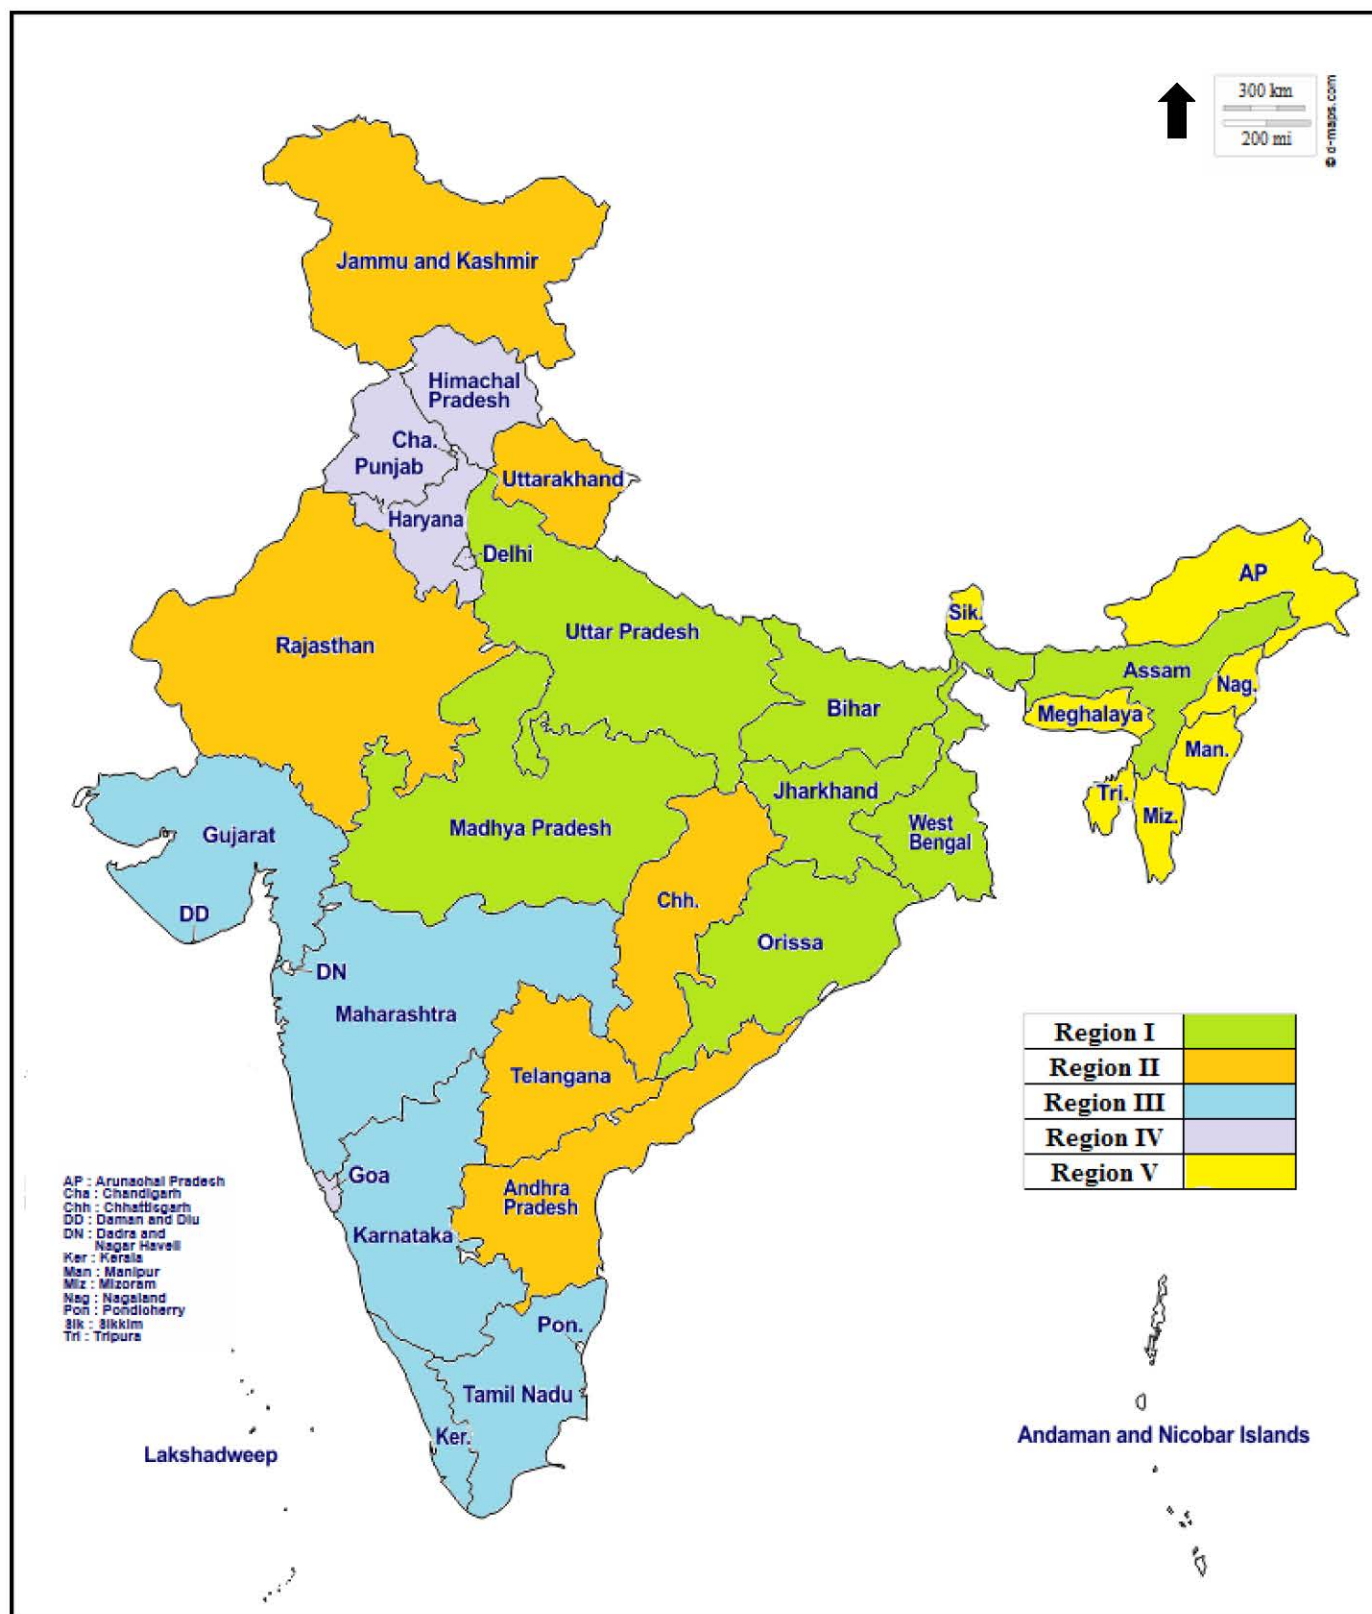 300 km
200 mi
© d-maps.com
Jammu and Kashmir
Himachal
Pradesh
Cha.
Punjab
Uttarakhand
Haryana
Delhi
AP
Sik.
Rajasthan
Uttar Pradesh
Assam
Nag.
Bihar
Meghalaya
Man.
Jharkhand
Tri.
Miz.
Gujarat
Madhya Pradesh
West
Bengal
Chh.
DD
Orissa
DN
Maharashtra
Region I
Region II
Region III
Region IV
Region V
Telangana
Goa
Andhra
Pradesh
Karnataka
AP : Arunachal Pradesh
Cha : Chandigarh
Chh : Chhattisgarh
DD : Daman and Diu
DN : Dadra and
Nagar Haveli
Ker : Kerala
Man : Manipur
Miz : Mizoram
Nag : Nagaland
Pon : Pondicherry
Sik : Sikkim
Tri : Tripura
Pon.
Tamil Nadu
Ker.
Lakshadweep
Andaman and Nicobar Islands